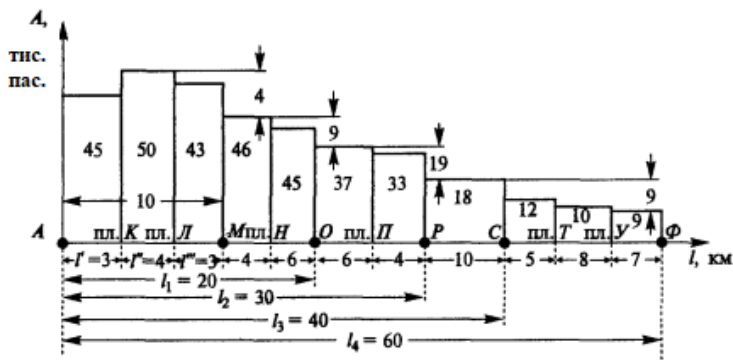 A,
тис.
пас.
4
9
19
9
45 50 43 46 45 37 33 18 12 10 9
10
A пл. К пл. Л М пл. Н О пл. П Р С пл. Т пл. У Ф
l' =3 l'' =4 l''' =3 4 6 6 4 10 5 8 7 l, км
l₁ = 20
l₂ = 30
l₃ = 40
l₄ = 60